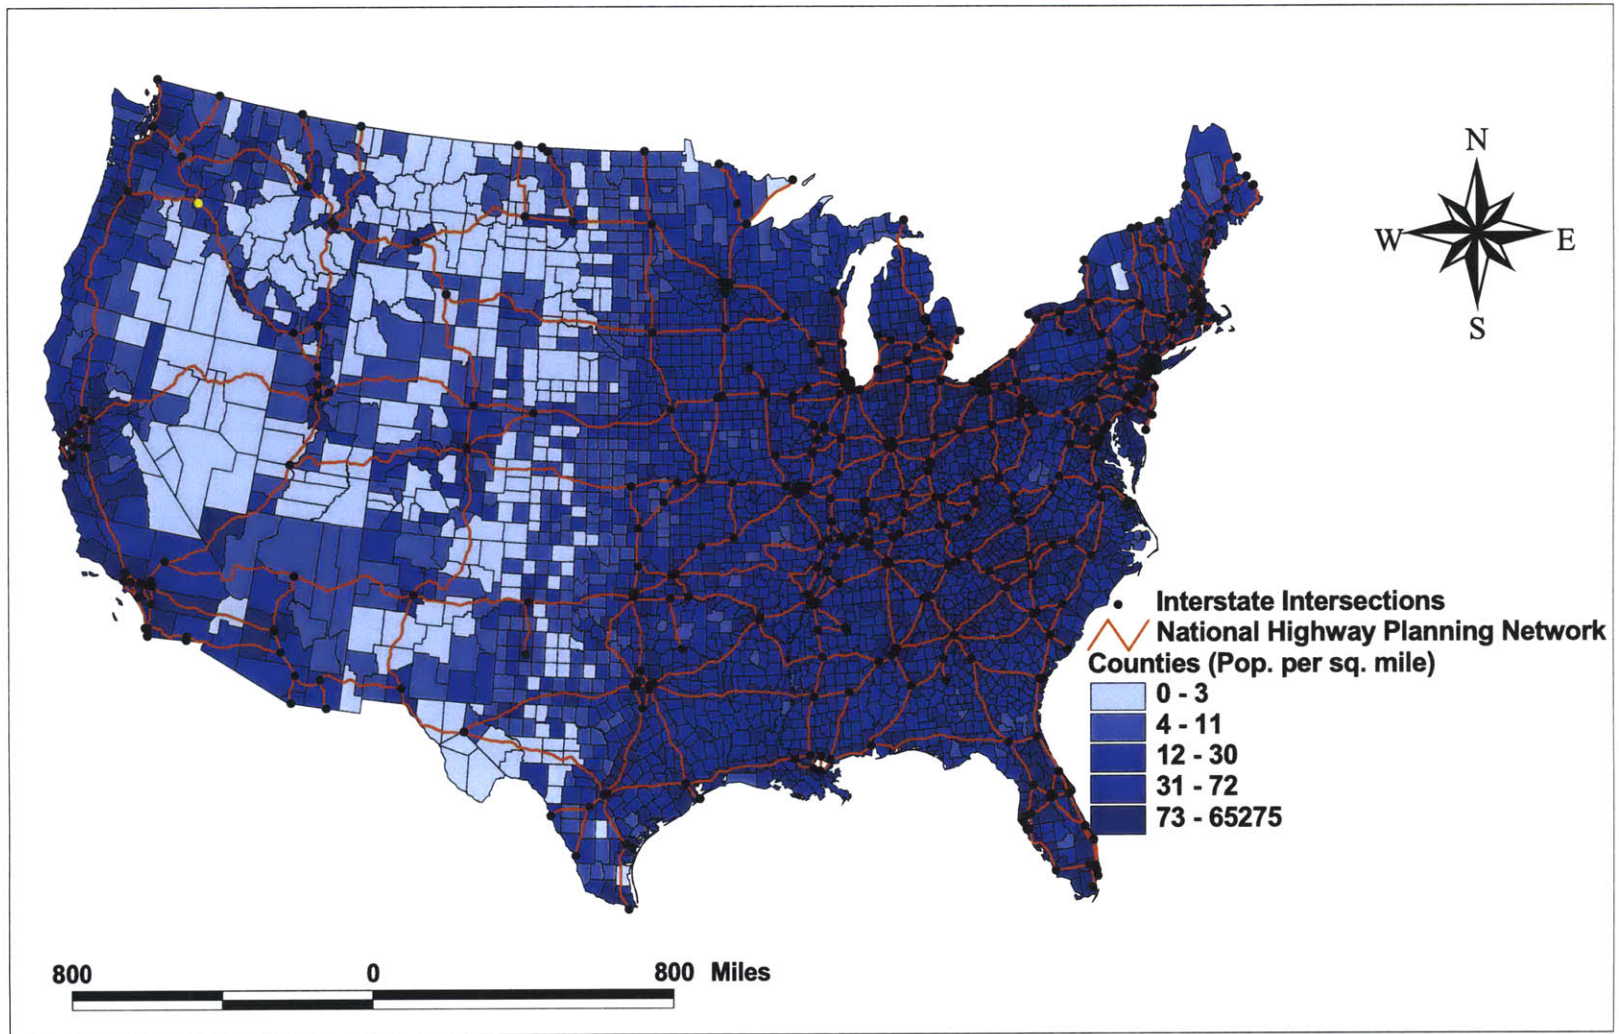 N
W E
S
Interstate Intersections
National Highway Planning Network
Counties (Pop. per sq. mile)
0 - 3
4 - 11
12 - 30
31 - 72
73 - 65275
800 0 800 Miles